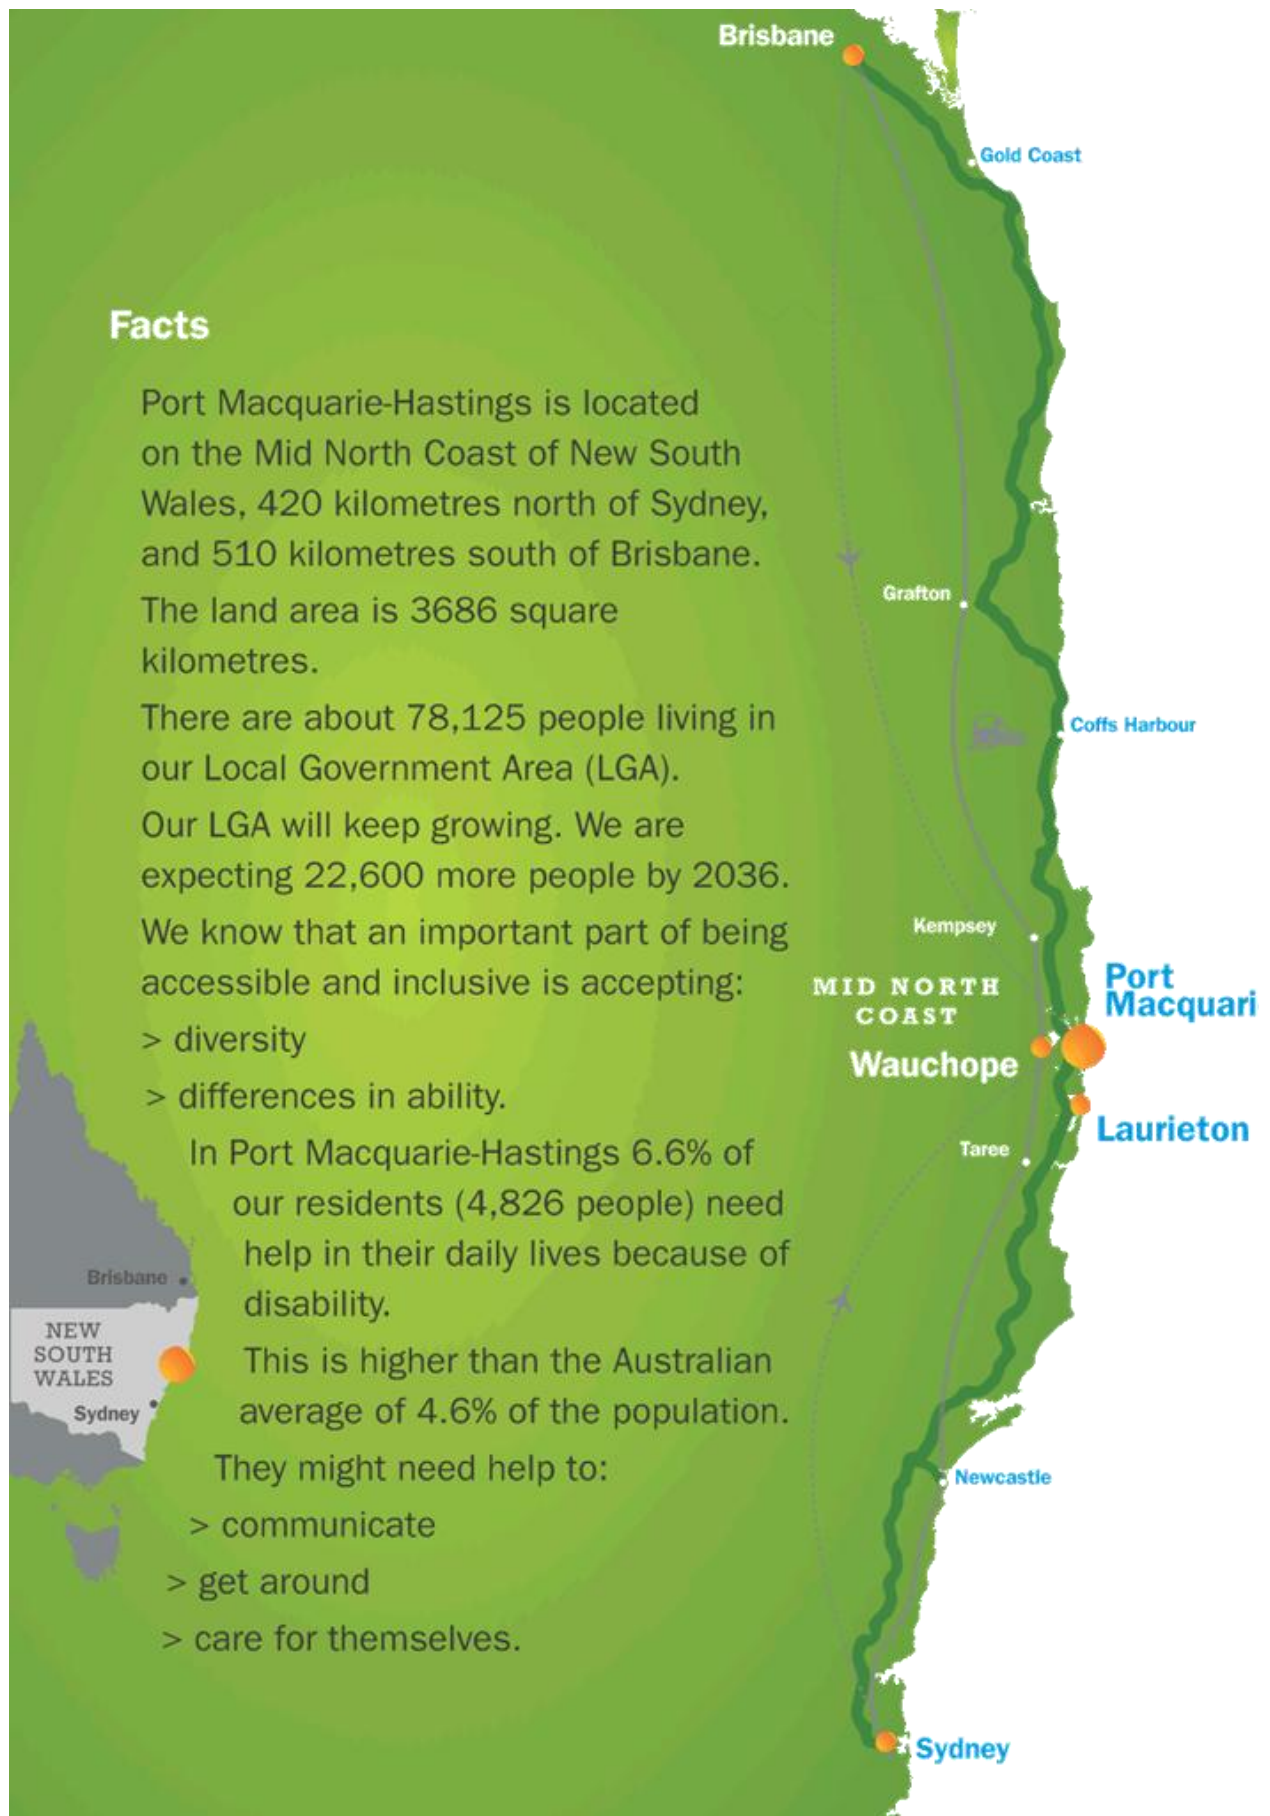 Brisbane
Gold Coast
Facts
Port Macquarie-Hastings is located
on the Mid North Coast of New South
Wales, 420 kilometres north of Sydney,
and 510 kilometres south of Brisbane.
The land area is 3686 square
kilometres.
There are about 78,125 people living in
our Local Government Area (LGA).
Our LGA will keep growing. We are
expecting 22,600 more people by 2036.
We know that an important part of being
accessible and inclusive is accepting:
> diversity
> differences in ability.
In Port Macquarie-Hastings 6.6% of
our residents (4,826 people) need
help in their daily lives because of
disability.
This is higher than the Australian
average of 4.6% of the population.
They might need help to:
> communicate
> get around
> care for themselves.
Grafton
Coffs Harbour
Kempsey
MID NORTH
COAST
Port
Macquari
Wauchope
Laurieton
Taree
Newcastle
Sydney
Brisbane
NEW
SOUTH
WALES
Sydney